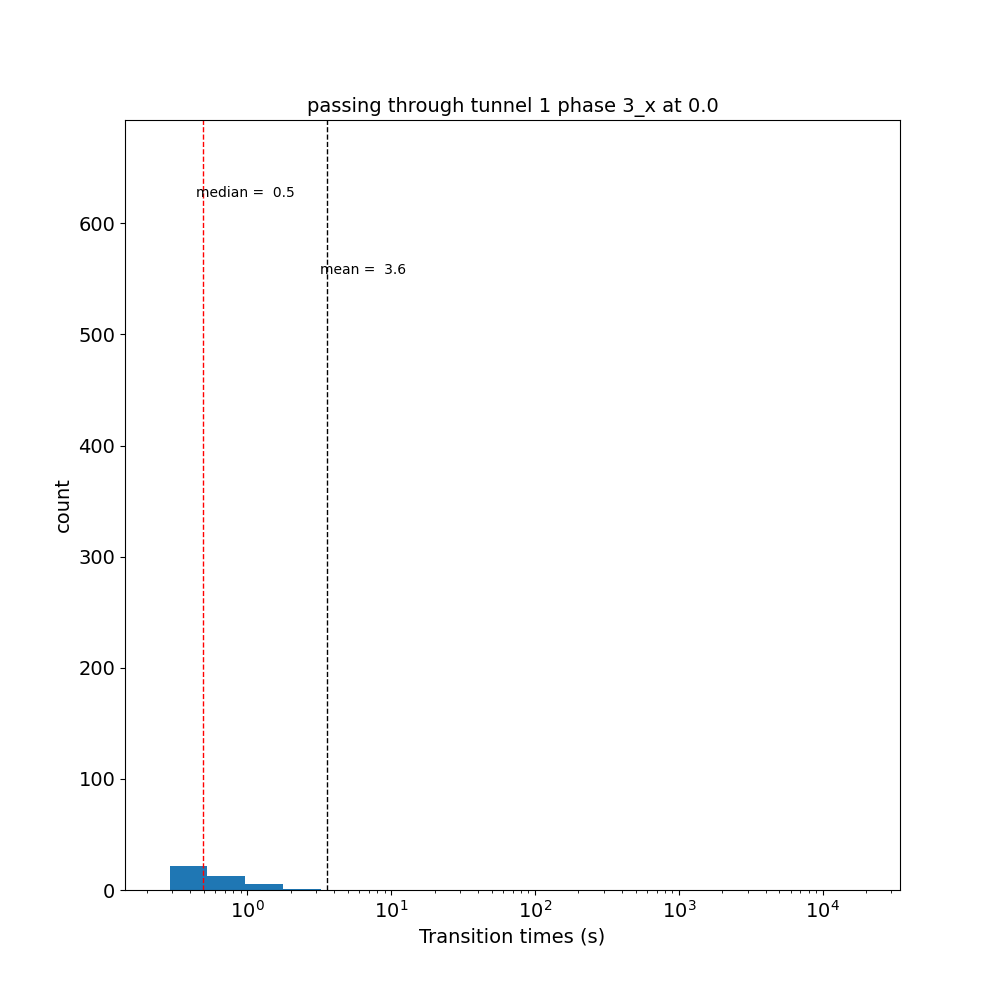 passing through tunnel 1 phase 3_x at 0.0
median =  0.5
mean =  3.6
600
500
400
300
200
100
0
count
10^0 10^1 10^2 10^3 10^4
Transition times (s)